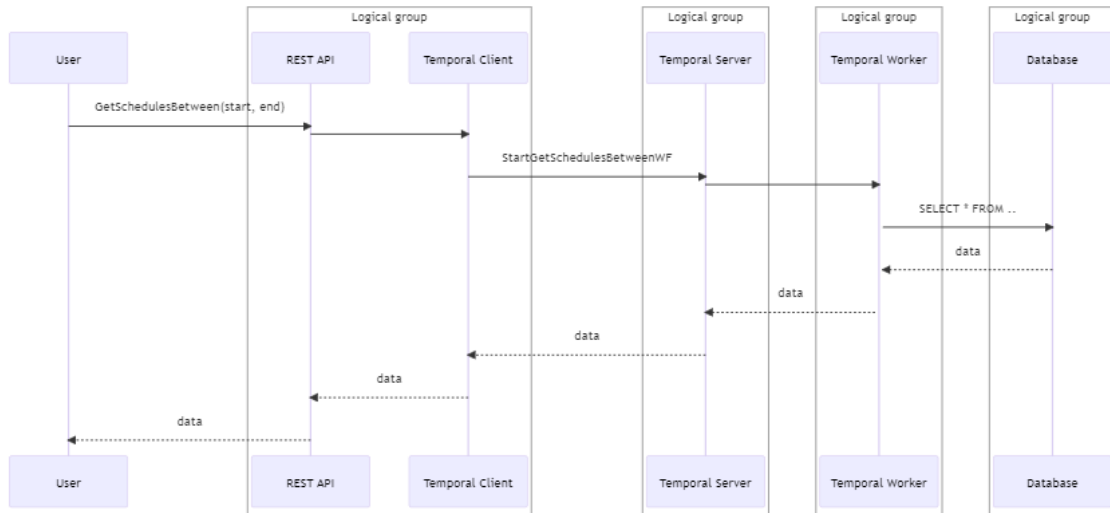 Logical group
Logical group
Logical group
Logical group
User
REST API
Temporal Client
Temporal Server
Temporal Worker
Database
GetSchedulesBetween(start, end)
StartGetSchedulesBetweenWF
SELECT * FROM ..
data
data
data
data
data
User
REST API
Temporal Client
Temporal Server
Temporal Worker
Database